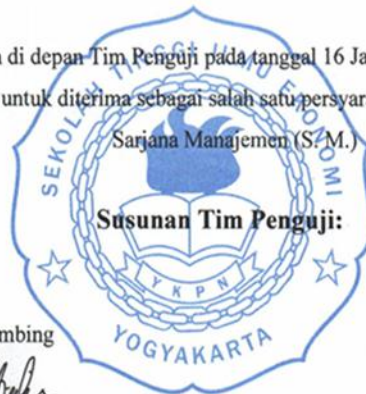 di depan Tim Penguji pada tanggal 16 Ja
untuk diterima sebagai salah satu persyar
Sarjana Manajemen (S. M.)
SEKOLAH TINGGI ILMU EKONOMI
Susunan Tim Penguji:
YKPN
YOGYAKARTA
mbing